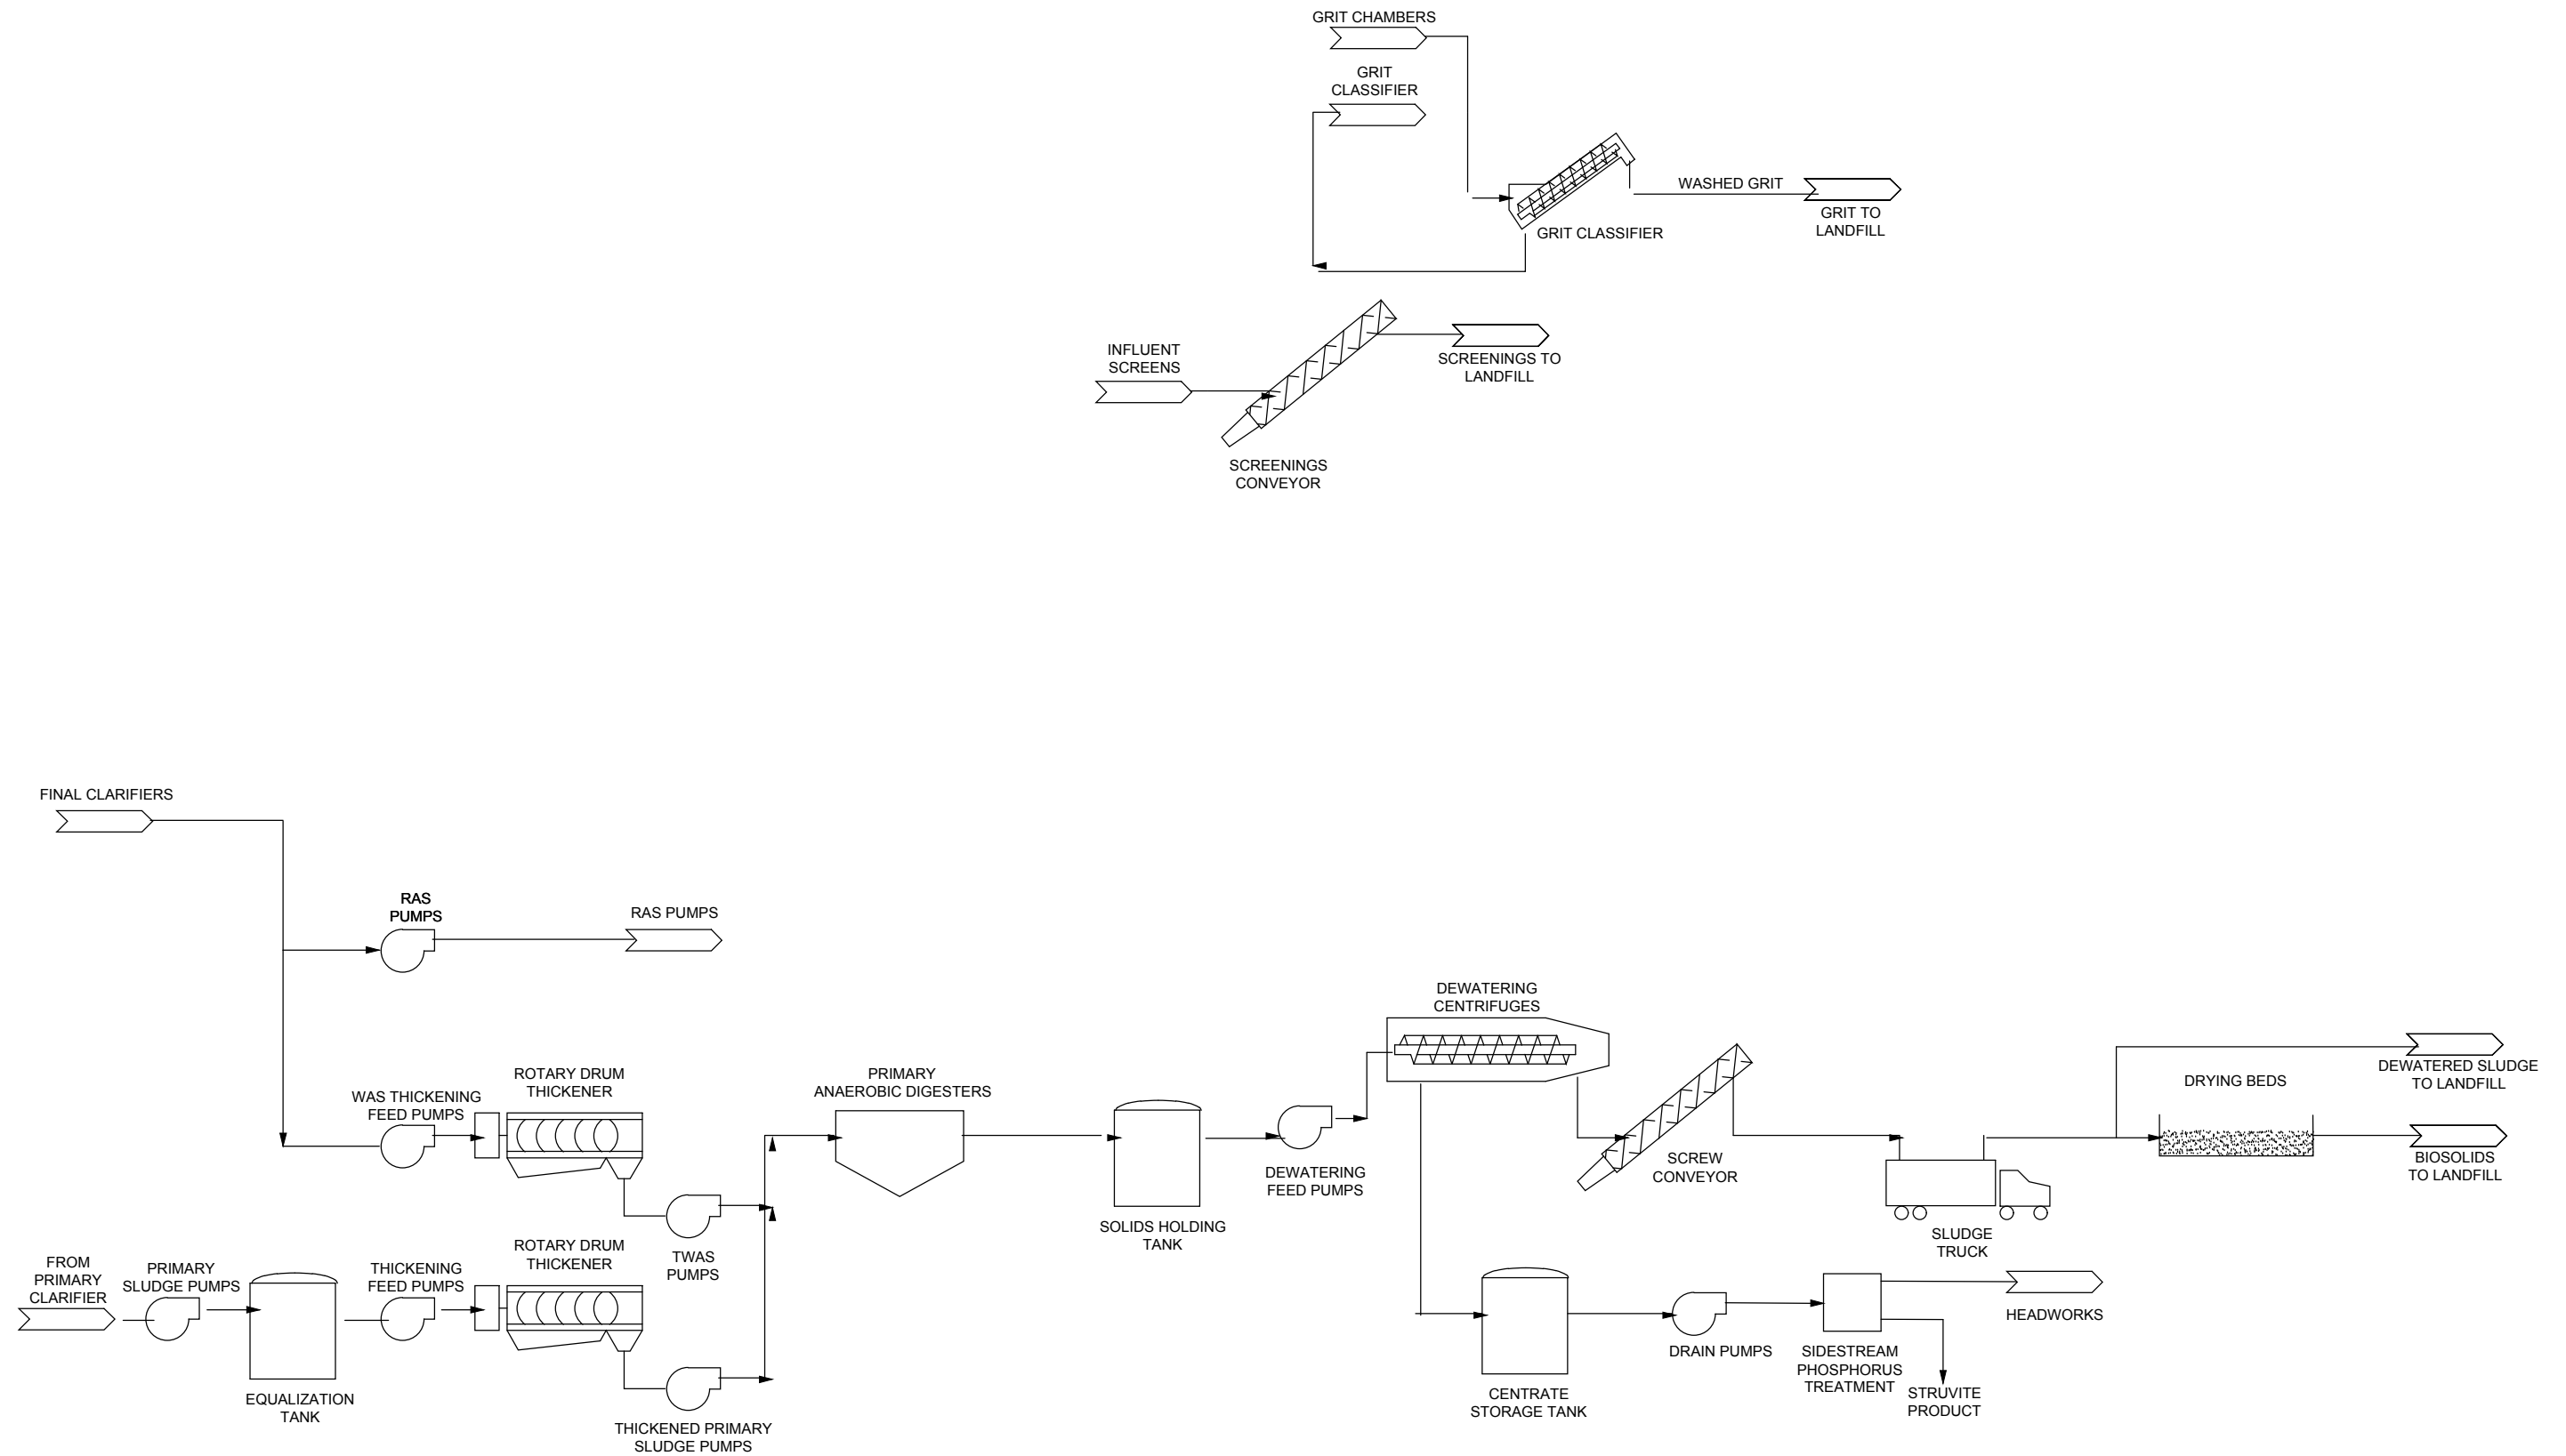 GRIT CHAMBERS
GRIT
CLASSIFIER
WASHED GRIT
GRIT TO
LANDFILL
GRIT CLASSIFIER
INFLUENT
SCREENS
SCREENINGS TO
LANDFILL
SCREENINGS
CONVEYOR
FINAL CLARIFIERS
RAS
PUMPS
RAS PUMPS
WAS THICKENING
FEED PUMPS
ROTARY DRUM
THICKENER
PRIMARY
ANAEROBIC DIGESTERS
DEWATERING
CENTRIFUGES
DEWATERED SLUDGE
TO LANDFILL
DRYING BEDS
BIOSOLIDS
TO LANDFILL
SCREW
CONVEYOR
DEWATERING
FEED PUMPS
SOLIDS HOLDING
TANK
SLUDGE
TRUCK
TWAS
PUMPS
ROTARY DRUM
THICKENER
FROM
PRIMARY
CLARIFIER
PRIMARY
SLUDGE PUMPS
THICKENING
FEED PUMPS
EQUALIZATION
TANK
THICKENED PRIMARY
SLUDGE PUMPS
CENTRATE
STORAGE TANK
DRAIN PUMPS
SIDESTREAM
PHOSPHORUS
TREATMENT
HEADWORKS
STRUVITE
PRODUCT